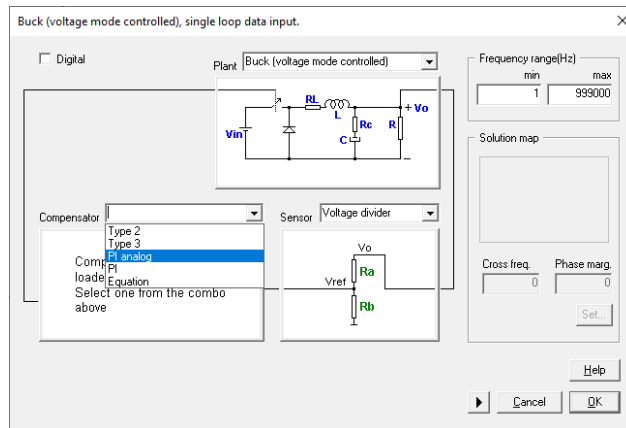 Buck (voltage mode controlled), single loop data input.
Digital
Plant Buck (voltage mode controlled)
Vin
RL
L
Rc
C
R
+ Vo
-
Frequency range(Hz)
min max
1 999000
Solution map
Cross freq. Phase marg.
0 0
Set...
Compensator
Type 2
Type 3
PI analog
PI
Equation
Comp
loade
Select one from the combo
above
Sensor Voltage divider
Vo
Ra
Vref
Rb
Help
Cancel OK